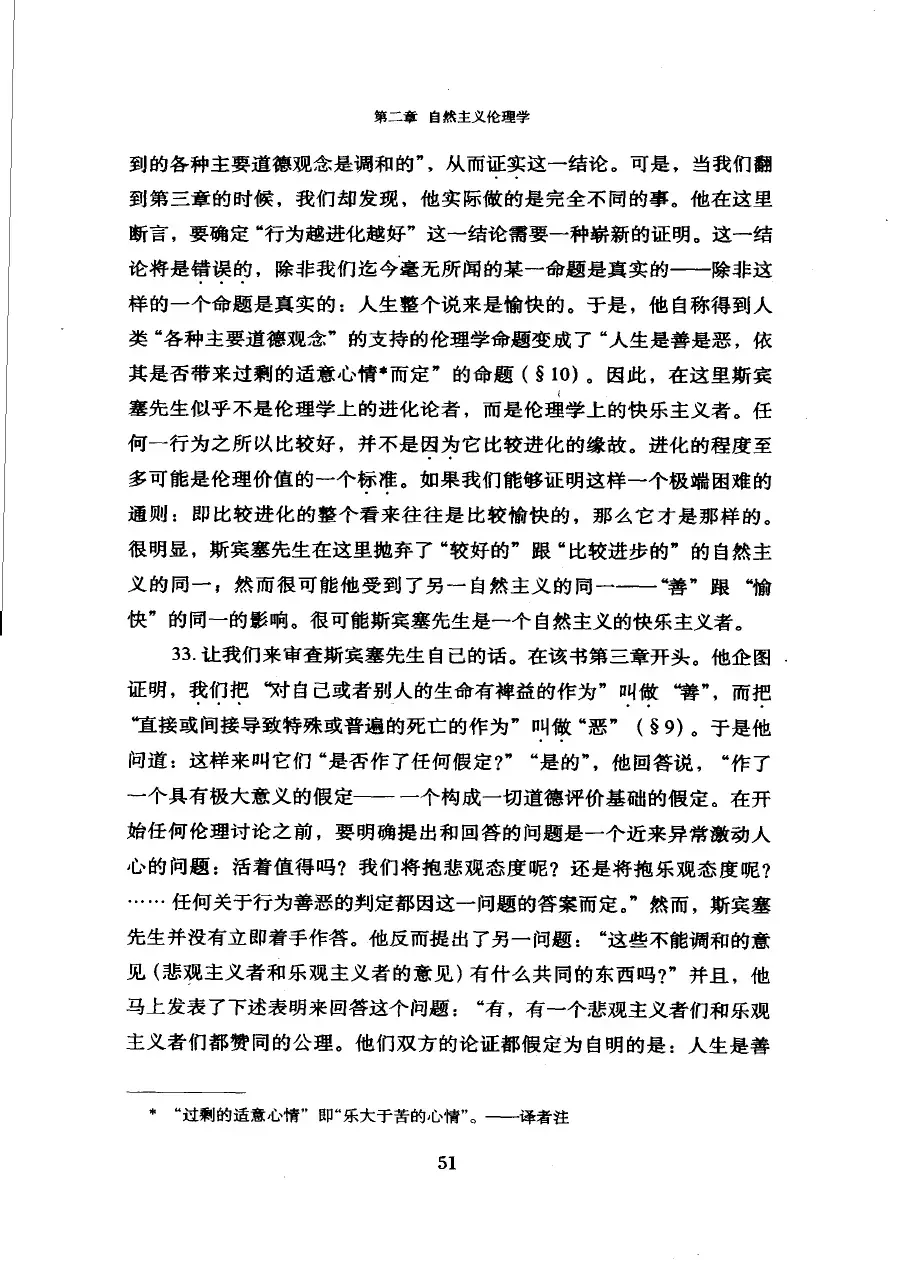 第二章 自然主义伦理学
到的各种主要道德观念是调和的”，从而证实这一结论。可是，当我们翻
到第三章的时候，我们却发现，他实际做的是完全不同的事。他在这里
断言，要确定“行为越进化越好”这一结论需要一种崭新的证明。这一结
论将是错误的，除非我们迄今毫无所闻的某一命题是真实的——除非这
样的一个命题是真实的：人生整个说来是愉快的。于是，他自称得到人
类“各种主要道德观念”的支持的伦理学命题变成了“人生是善是恶，依
其是否带来过剩的适意心情*而定”的命题（§10）。因此，在这里斯宾
塞先生似乎不是伦理学上的进化论者，而是伦理学上的快乐主义者。任
何一行为之所以比较好，并不是因为它比较进化的缘故。进化的程度至
多可能是伦理价值的一个标准。如果我们能够证明这样一个极端困难的
通则：即比较进化的整个看来往往是比较愉快的，那么它才是那样的。
很明显，斯宾塞先生在这里抛弃了“较好的”跟“比较进步的”的自然主
义的同一；然而很可能他受到了另一自然主义的同一——“善”跟“愉
快”的同一的影响。很可能斯宾塞先生是一个自然主义的快乐主义者。
33. 让我们来审查斯宾塞先生自己的话。在该书第三章开头。他企图
证明，我们把“对自己或者别人的生命有裨益的作为”叫做“善”，而把
“直接或间接导致特殊或普遍的死亡的作为”叫做“恶”（§9）。于是他
问道：这样来叫它们“是否作了任何假定？”“是的”，他回答说，“作了
一个具有极大意义的假定—— 一个构成一切道德评价基础的假定。在开
始任何伦理讨论之前，要明确提出和回答的问题是一个近来异常激动人
心的问题：活着值得吗？我们将抱悲观态度呢？还是将抱乐观态度呢？
……任何关于行为善恶的判定都因这一问题的答案而定。”然而，斯宾塞
先生并没有立即着手作答。他反而提出了另一问题：“这些不能调和的意
见（悲观主义者和乐观主义者的意见）有什么共同的东西吗？”并且，他
马上发表了下述表明来回答这个问题：“有，有一个悲观主义者们和乐观
主义者们都赞同的公理。他们双方的论证都假定为自明的是：人生是善
* “过剩的适意心情”即“乐大于苦的心情”。——译者注
51